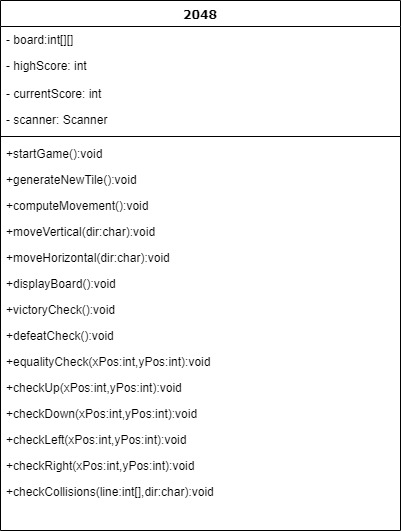 2048
- board:int[][]
- highScore: int
- currentScore: int
- scanner: Scanner
+startGame():void
+generateNewTile():void
+computeMovement():void
+moveVertical(dir:char):void
+moveHorizontal(dir:char):void
+displayBoard():void
+victoryCheck():void
+defeatCheck():void
+equalityCheck(xPos:int,yPos:int):void
+checkUp(xPos:int,yPos:int):void
+checkDown(xPos:int,yPos:int):void
+checkLeft(xPos:int,yPos:int):void
+checkRight(xPos:int,yPos:int):void
+checkCollisions(line:int[],dir:char):void